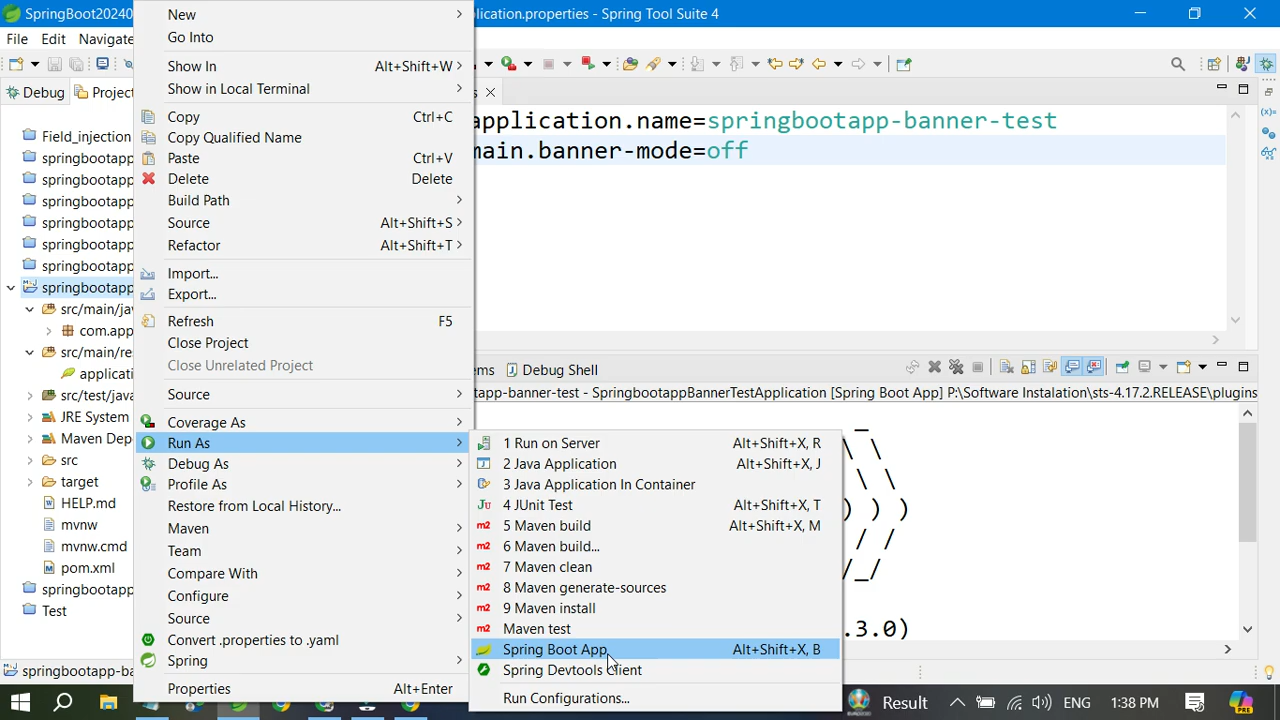 SpringBoot20240
plication.properties - Spring Tool Suite 4
File Edit Navigate
Debug
Project
Field_injection
springbootapp
springbootapp
springbootapp
springbootapp
springbootapp
springbootapp
springbootapp
src/main/jav
com.app
src/main/res
applicati
src/test/java
JRE System
Maven Dep
src
target
HELP.md
mvnw
mvnw.cmd
pom.xml
springbootapp
Test
springbootapp-ba
New
Go Into
Show In Alt+Shift+W
Show in Local Terminal
Copy Ctrl+C
Copy Qualified Name
Paste Ctrl+V
Delete Delete
Build Path
Source Alt+Shift+S
Refactor Alt+Shift+T
Import...
Export...
Refresh F5
Close Project
Close Unrelated Project
Source
Coverage As
Run As
Debug As
Profile As
Restore from Local History...
Maven
Team
Compare With
Configure
Source
Convert .properties to .yaml
Spring
Properties Alt+Enter
1 Run on Server Alt+Shift+X, R
2 Java Application Alt+Shift+X, J
3 Java Application In Container
4 JUnit Test Alt+Shift+X, T
5 Maven build Alt+Shift+X, M
6 Maven build...
7 Maven clean
8 Maven generate-sources
9 Maven install
Maven test
Spring Boot App Alt+Shift+X, B
Spring Devtools Client
Run Configurations...
application.name=springbootapp-banner-test
main.banner-mode=off
ems Debug Shell
tapp-banner-test - SpringbootappBannerTestApplication [Spring Boot App] P:\Software Instalation\sts-4.17.2.RELEASE\plugins
_
\ \
\ \
) ) )
/ /
/_/
.3.0)
Result ENG 1:38 PM